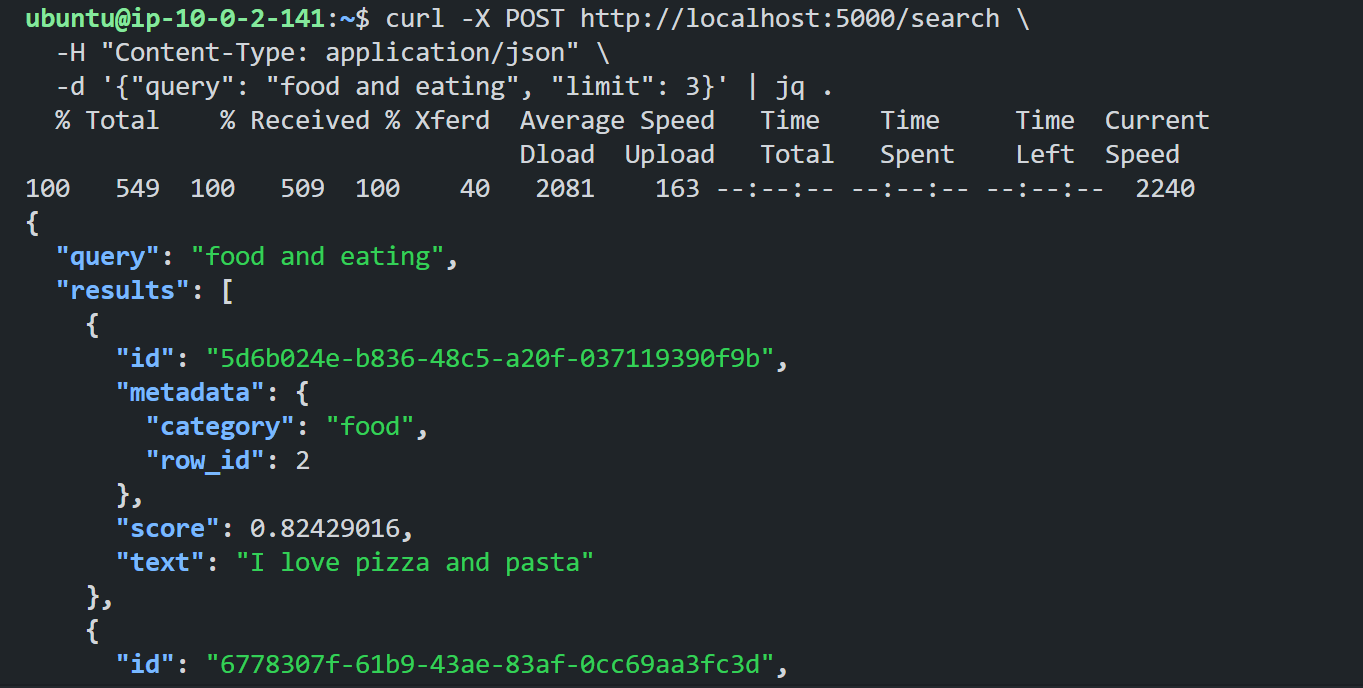 ubuntu@ip-10-0-2-141:~$ curl -X POST http://localhost:5000/search \
  -H "Content-Type: application/json" \
  -d '{"query": "food and eating", "limit": 3}' | jq .
  % Total    % Received % Xferd  Average Speed   Time    Time     Time  Current
                                 Dload  Upload   Total   Spent    Left  Speed
100   549  100   509  100    40   2081    163 --:--:-- --:--:-- --:--:--  2240
{
  "query": "food and eating",
  "results": [
    {
      "id": "5d6b024e-b836-48c5-a20f-037119390f9b",
      "metadata": {
        "category": "food",
        "row_id": 2
      },
      "score": 0.82429016,
      "text": "I love pizza and pasta"
    },
    {
      "id": "6778307f-61b9-43ae-83af-0cc69aa3fc3d",